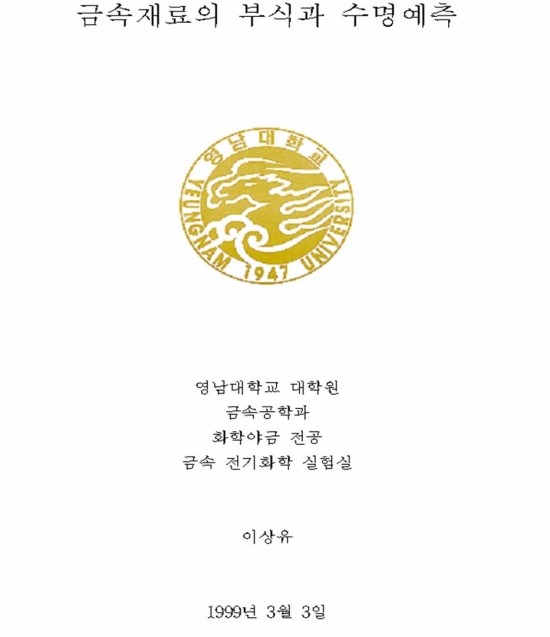 금속재료의 부식과 수명예측
영남대학교
YEUNGNAM UNIVERSITY
1947
영남대학교 대학원
금속공학과
화학야금 전공
금속 전기화학 실험실
이상유
1999년 3월 3일